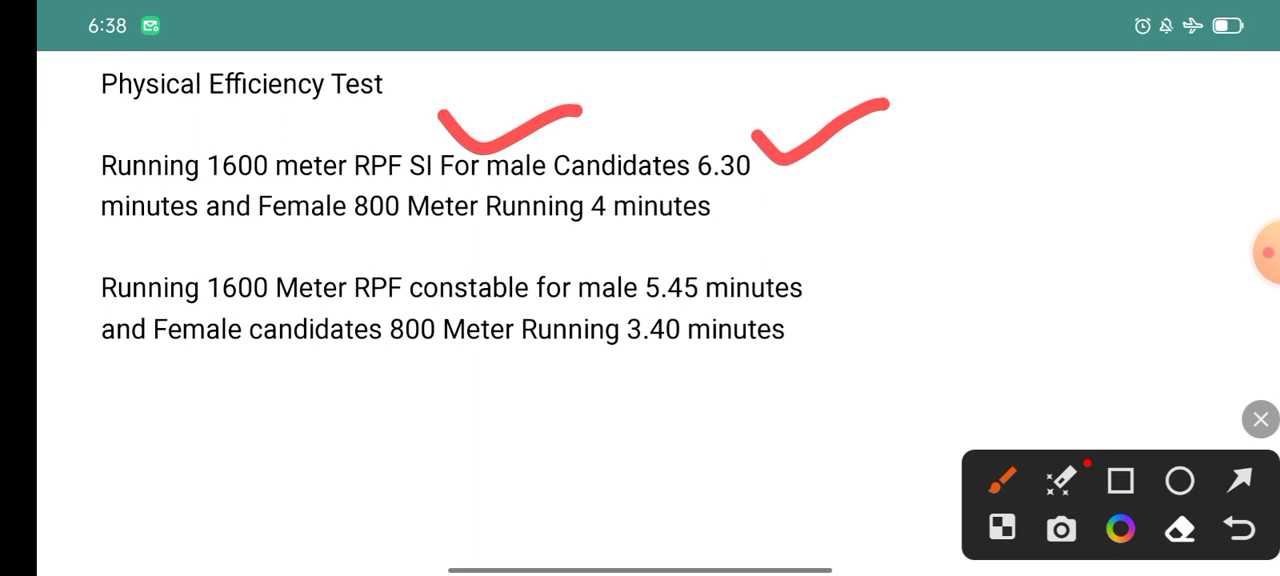 6:38
Physical Efficiency Test
Running 1600 meter RPF SI For male Candidates 6.30
minutes and Female 800 Meter Running 4 minutes
Running 1600 Meter RPF constable for male 5.45 minutes
and Female candidates 800 Meter Running 3.40 minutes